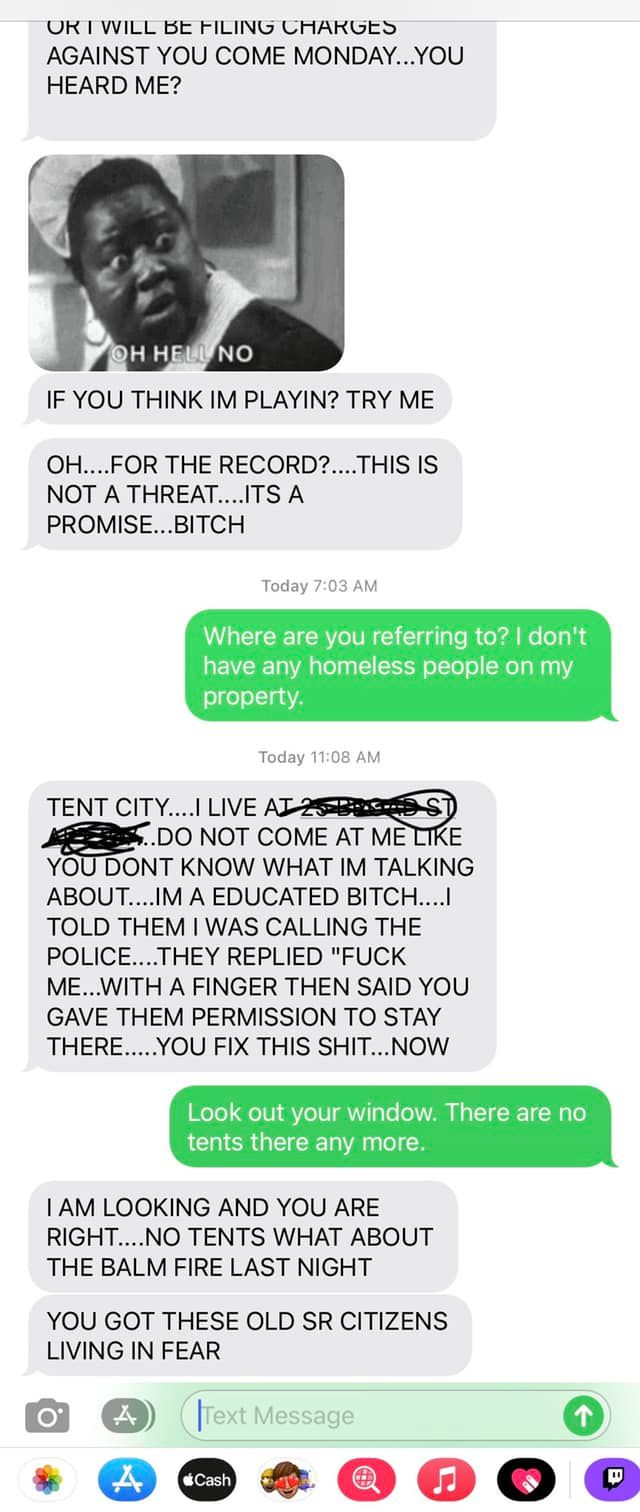 OR I WILL BE FILING CHARGES
AGAINST YOU COME MONDAY...YOU
HEARD ME?
OH HELL NO
IF YOU THINK IM PLAYIN? TRY ME
OH....FOR THE RECORD?....THIS IS
NOT A THREAT....ITS A
PROMISE...BITCH
Today 7:03 AM
Where are you referring to? I don't
have any homeless people on my
property.
Today 11:08 AM
TENT CITY....I LIVE AT ST
..DO NOT COME AT ME LIKE
YOU DONT KNOW WHAT IM TALKING
ABOUT....IM A EDUCATED BITCH....I
TOLD THEM I WAS CALLING THE
POLICE....THEY REPLIED "FUCK
ME...WITH A FINGER THEN SAID YOU
GAVE THEM PERMISSION TO STAY
THERE.....YOU FIX THIS SHIT...NOW
Look out your window. There are no
tents there any more.
I AM LOOKING AND YOU ARE
RIGHT....NO TENTS WHAT ABOUT
THE BALM FIRE LAST NIGHT
YOU GOT THESE OLD SR CITIZENS
LIVING IN FEAR
Text Message
Cash